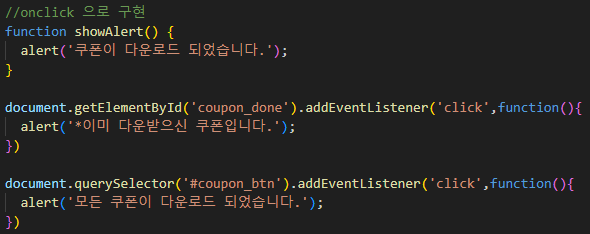 //onclick 으로 구현
function showAlert() {
  alert('쿠폰이 다운로드 되었습니다.');
}
document.getElementById('coupon_done').addEventListener('click',function(){
  alert('*이미 다운받으신 쿠폰입니다.');
})
document.querySelector('#coupon_btn').addEventListener('click',function(){
  alert('모든 쿠폰이 다운로드 되었습니다.');
})